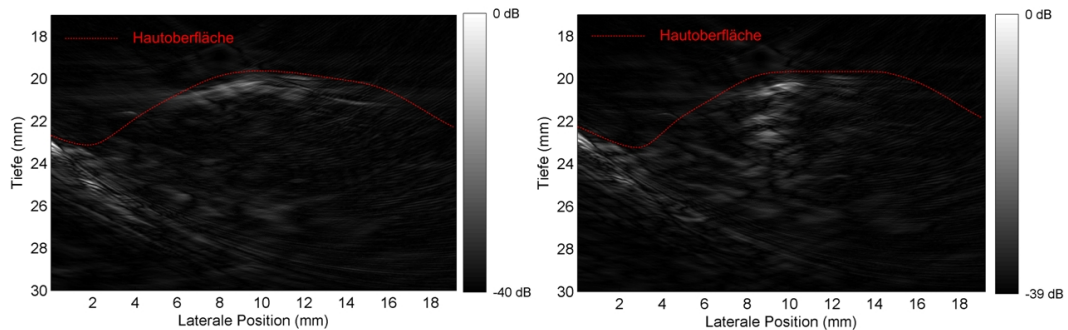 0 dB
18
Hautoberfläche
20
22
Tiefe (mm)
24
26
28
30
-40 dB
2 4 6 8 10 12 14 16 18
Laterale Position (mm)
0 dB
18
Hautoberfläche
20
22
Tiefe (mm)
24
26
28
30
-39 dB
2 4 6 8 10 12 14 16 18
Laterale Position (mm)